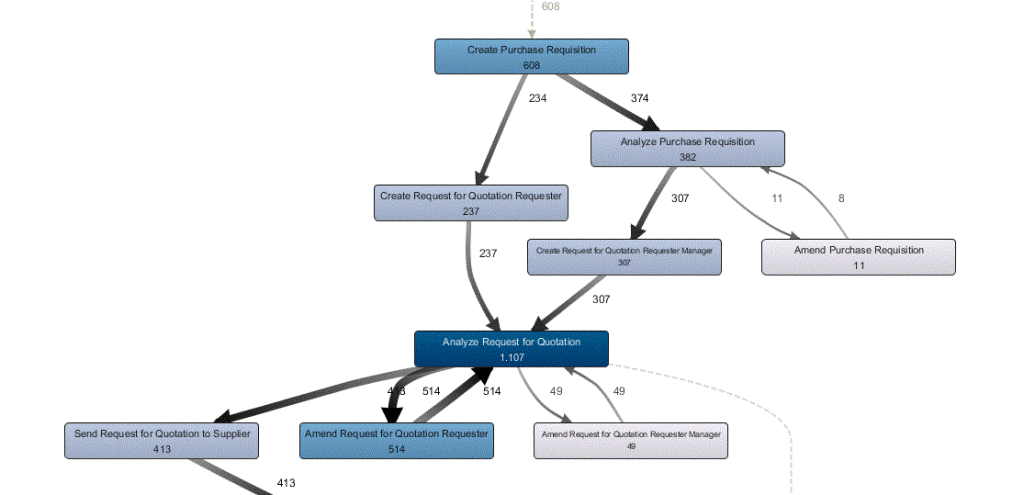 608
Create Purchase Requisition
608
234
374
Analyze Purchase Requisition
382
Create Request for Quotation Requester
237
307
11
8
237
Create Request for Quotation Requester Manager
307
Amend Purchase Requisition
11
307
Analyze Request for Quotation
1.107
413
514
514
49
49
Send Request for Quotation to Supplier
413
Amend Request for Quotation Requester
514
Amend Request for Quotation Requester Manager
49
413